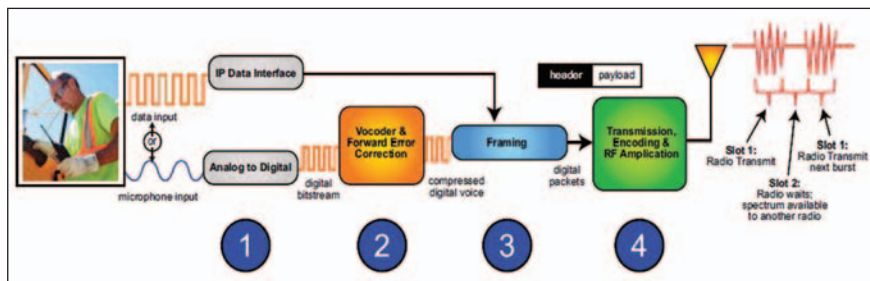 IP Data Interface
header payload
data input
or
microphone input
Analog to Digital
digital
bitstream
Vocoder &
Forward Error
Correction
compressed
digital voice
Framing
digital
packets
Transmission,
Encoding &
RF Amplication
Slot 1:
Radio Transmit
Slot 2:
Radio waits;
spectrum available
to another radio
Slot 1:
Radio Transmit
next burst
1
2
3
4